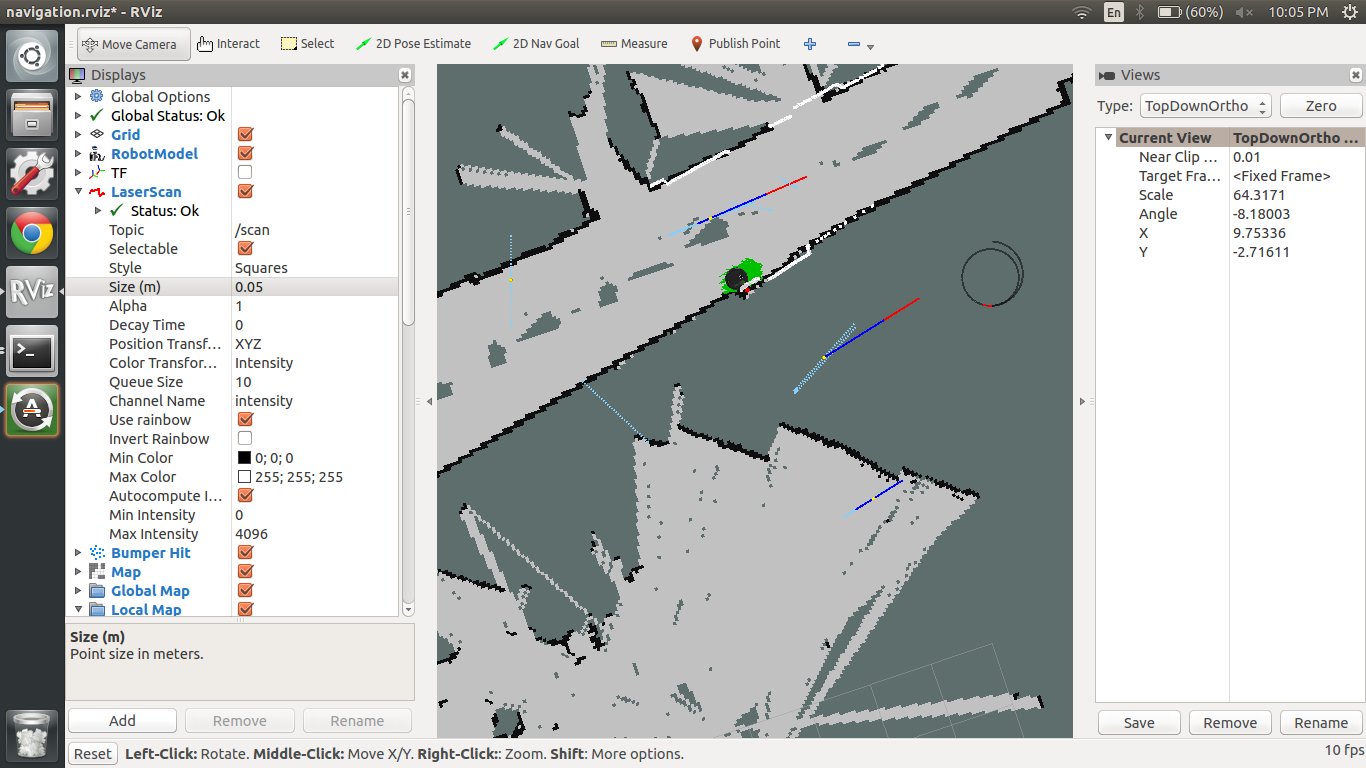 navigation.rviz* - RViz
En
(60%)
10:05 PM
Move Camera
Interact
Select
2D Pose Estimate
2D Nav Goal
Measure
Publish Point
Displays
Global Options
Global Status: Ok
Grid
RobotModel
TF
LaserScan
Status: Ok
Topic /scan
Selectable
Style Squares
Size (m) 0.05
Alpha 1
Decay Time 0
Position Transf... XYZ
Color Transfor... Intensity
Queue Size 10
Channel Name intensity
Use rainbow
Invert Rainbow
Min Color 0; 0; 0
Max Color 255; 255; 255
Autocompute I...
Min Intensity 0
Max Intensity 4096
Bumper Hit
Map
Global Map
Local Map
Size (m)
Point size in meters.
Add Remove Rename
Views
Type: TopDownOrtho Zero
Current View TopDownOrtho ...
Near Clip ... 0.01
Target Fra... <Fixed Frame>
Scale 64.3171
Angle -8.18003
X 9.75336
Y -2.71611
Save Remove Rename
Reset Left-Click: Rotate. Middle-Click: Move X/Y. Right-Click:: Zoom. Shift: More options.
10 fps
RViz
>_
A